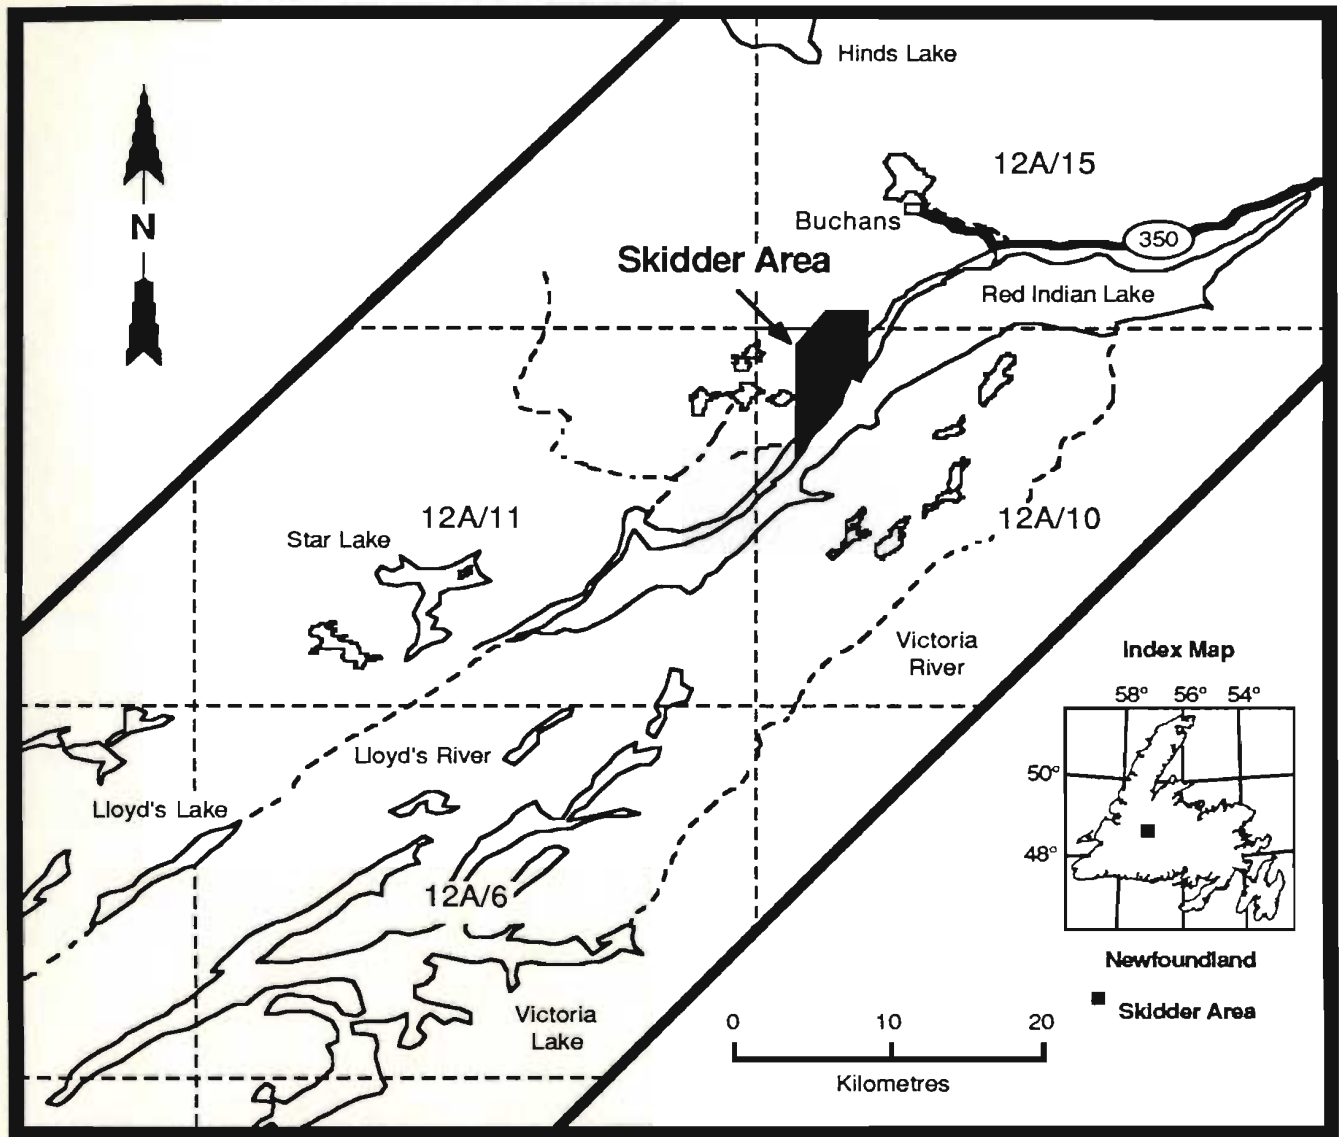 Hinds Lake
12A/15
N
Buchans
350
Skidder Area
Red Indian Lake
12A/11
12A/10
Star Lake
Victoria
River
Index Map
58° 56° 54°
50°
48°
Lloyd's River
Lloyd's Lake
12A/6
Newfoundland
Skidder Area
Victoria
Lake
0 10 20
Kilometres